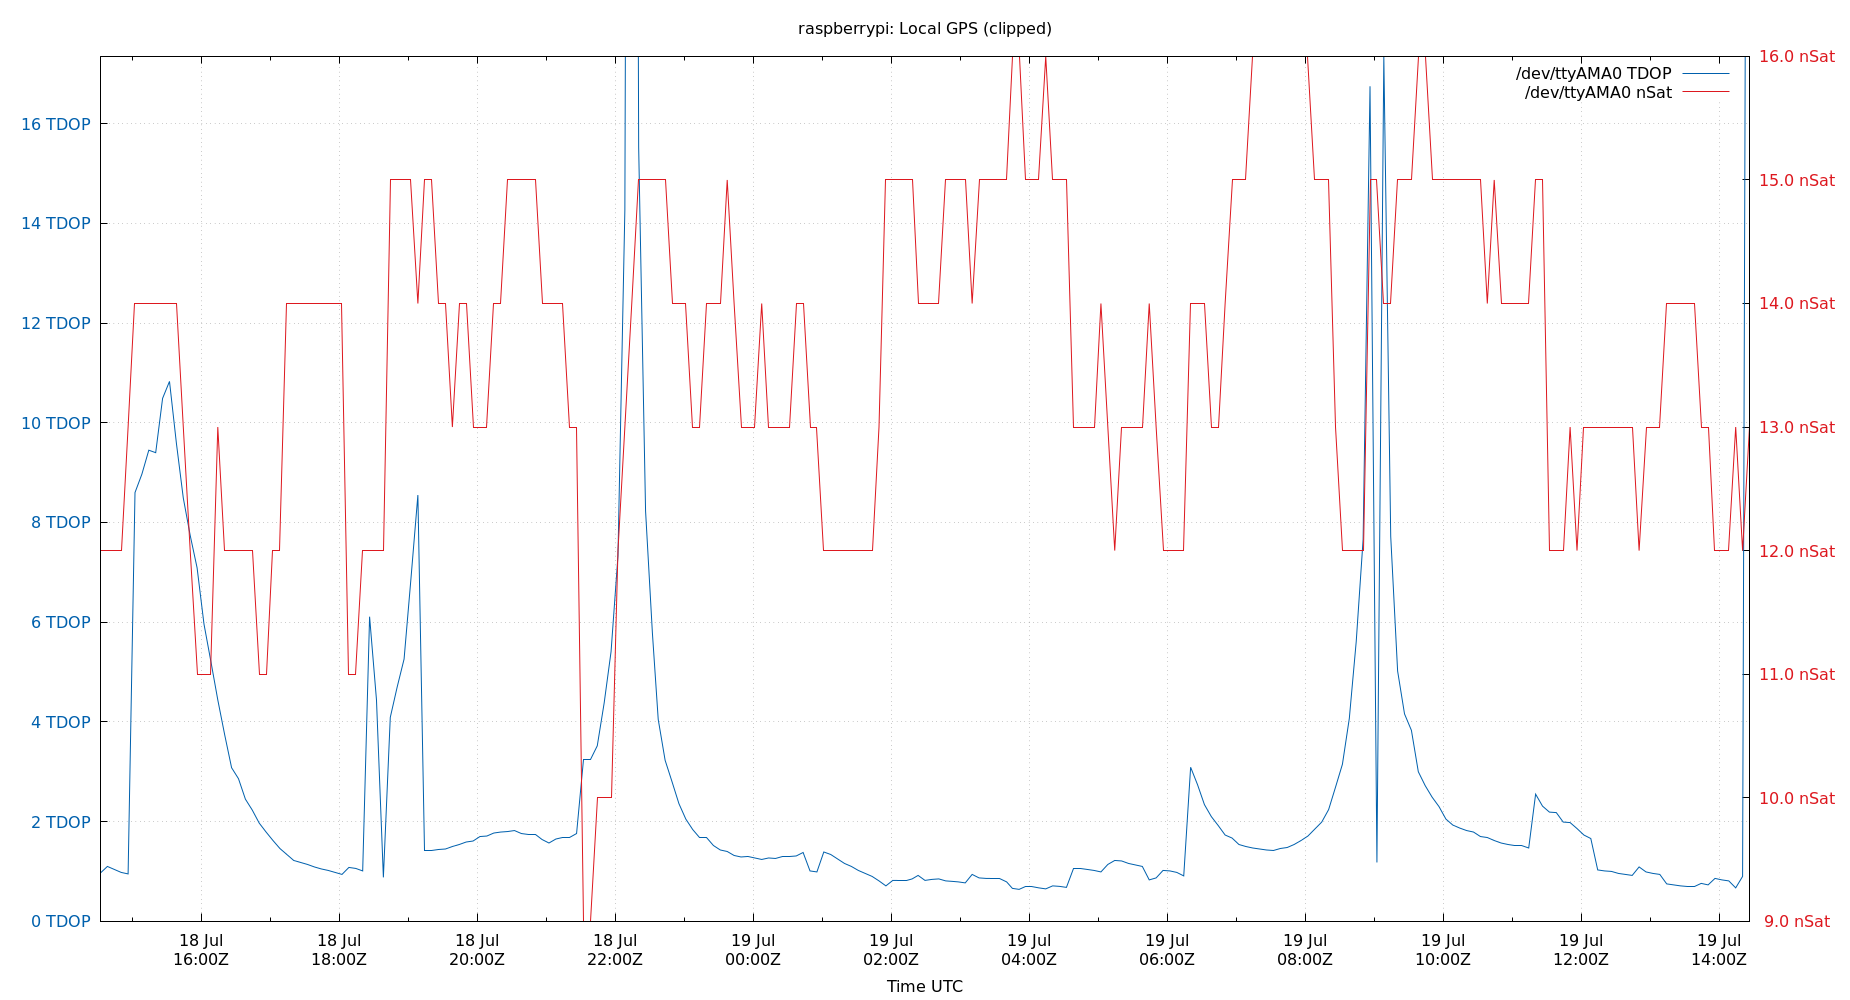 raspberrypi: Local GPS (clipped)
/dev/ttyAMA0 TDOP
/dev/ttyAMA0 nSat
16 TDOP
14 TDOP
12 TDOP
10 TDOP
8 TDOP
6 TDOP
4 TDOP
2 TDOP
0 TDOP
16.0 nSat
15.0 nSat
14.0 nSat
13.0 nSat
12.0 nSat
11.0 nSat
10.0 nSat
9.0 nSat
18 Jul
16:00Z
18 Jul
18:00Z
18 Jul
20:00Z
18 Jul
22:00Z
19 Jul
00:00Z
19 Jul
02:00Z
19 Jul
04:00Z
19 Jul
06:00Z
19 Jul
08:00Z
19 Jul
10:00Z
19 Jul
12:00Z
19 Jul
14:00Z
Time UTC